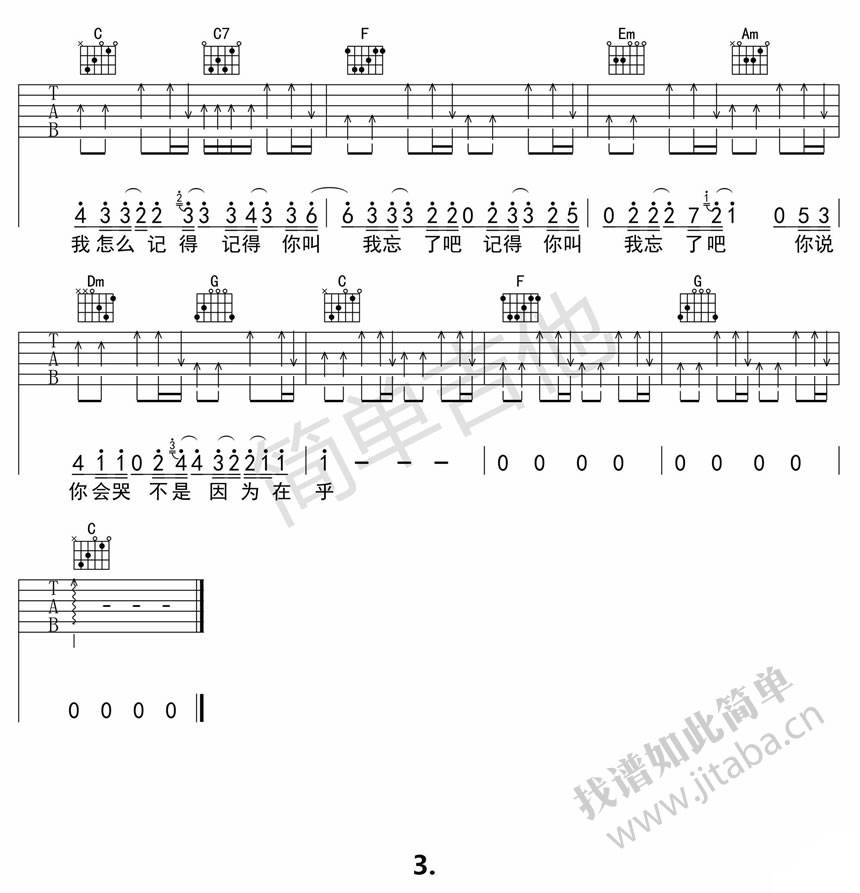 C C7 F Em Am
T
A
B
4 3 3 2 2 2 3 3 3 4 3 3 6 | 6 3 3 3 2 2 0 2 3 3 2 5 | 0 2 2 2 7 1 2 1 0 5 3
我怎么记得 记得 你叫 我忘 了吧 记得 你叫 我忘 了吧 你说
Dm G C F G
T
A
B
4 1 1 0 2 3 4 4 3 2 2 1 1 | 1 - - - | 0 0 0 0 | 0 0 0 0
你会哭 不是 因为在 乎
C
T
A - - -
B
0 0 0 0
简单吉他
找谱如此简单
www.jitaba.cn
3.